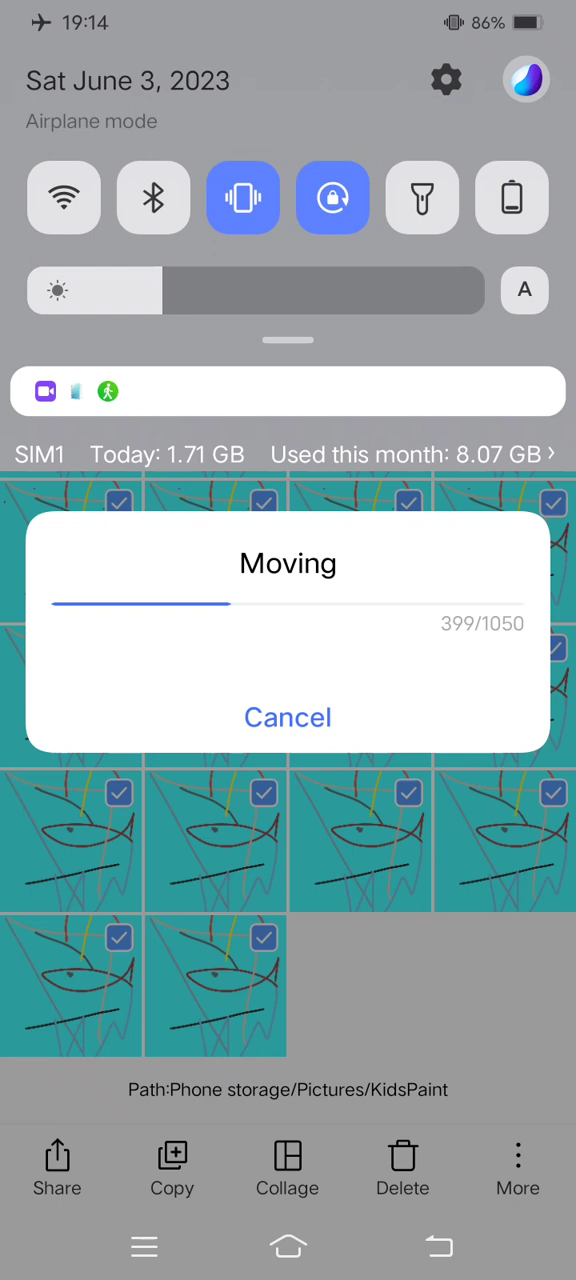 19:14 86%
Sat June 3, 2023
Airplane mode
A
SIM1 Today: 1.71 GB Used this month: 8.07 GB ›
Moving
399/1050
Cancel
Path:Phone storage/Pictures/KidsPaint
Share Copy Collage Delete More